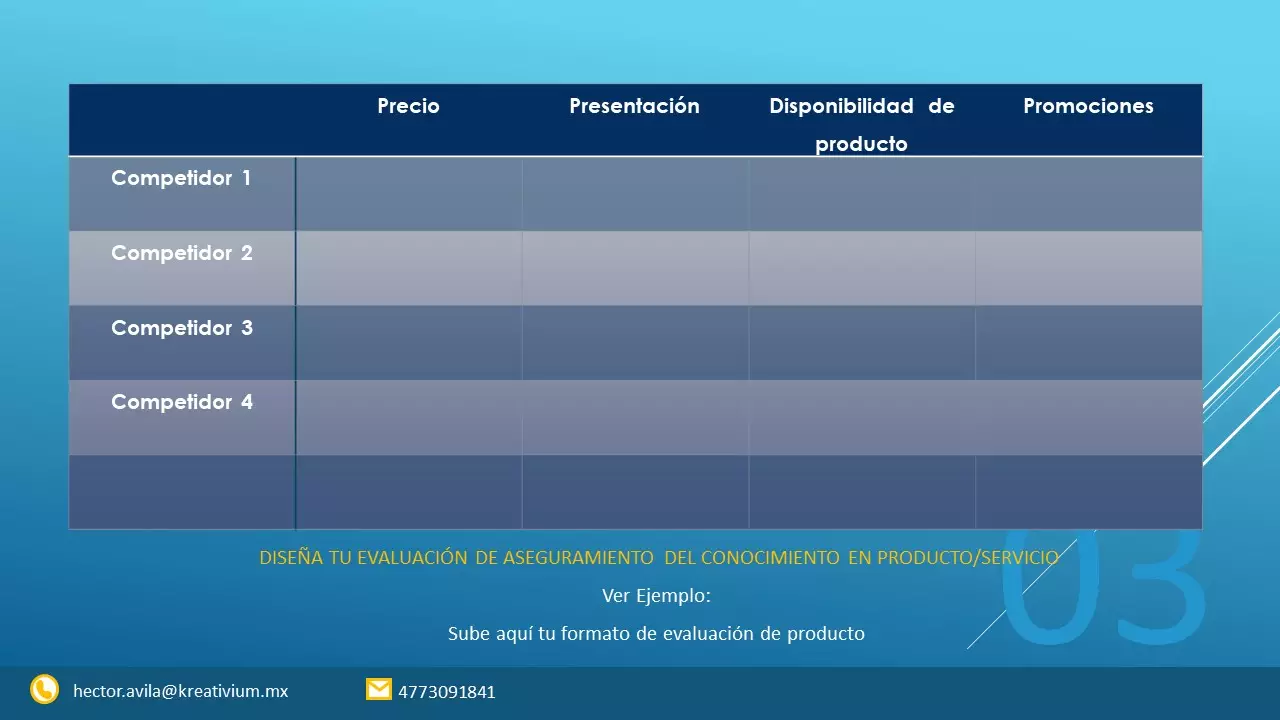 Precio Presentación Disponibilidad de producto Promociones
Competidor 1
Competidor 2
Competidor 3
Competidor 4
DISEÑA TU EVALUACIÓN DE ASEGURAMIENTO DEL CONOCIMIENTO EN PRODUCTO/SERVICIO
Ver Ejemplo:
Sube aquí tu formato de evaluación de producto
03
hector.avila@kreativium.mx 4773091841